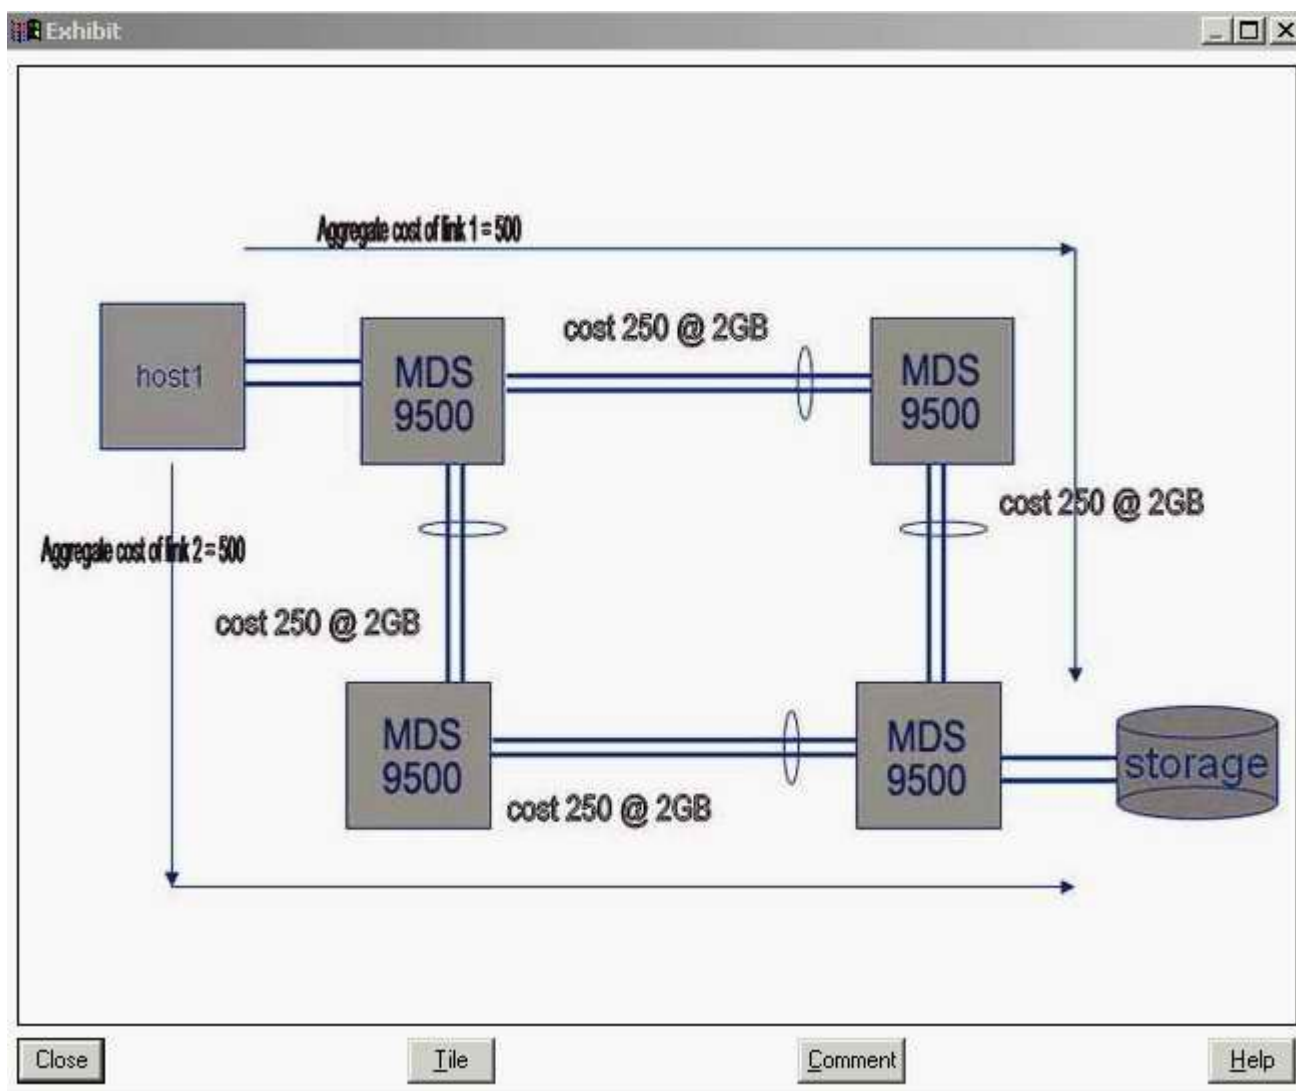 Exhibit
Aggregate cost of link 1 = 500
cost 250 @ 2GB
host1
MDS
9500
MDS
9500
cost 250 @ 2GB
Aggregate cost of link 2 = 500
cost 250 @ 2GB
MDS
9500
MDS
9500
storage
cost 250 @ 2GB
Close
Tile
Comment
Help